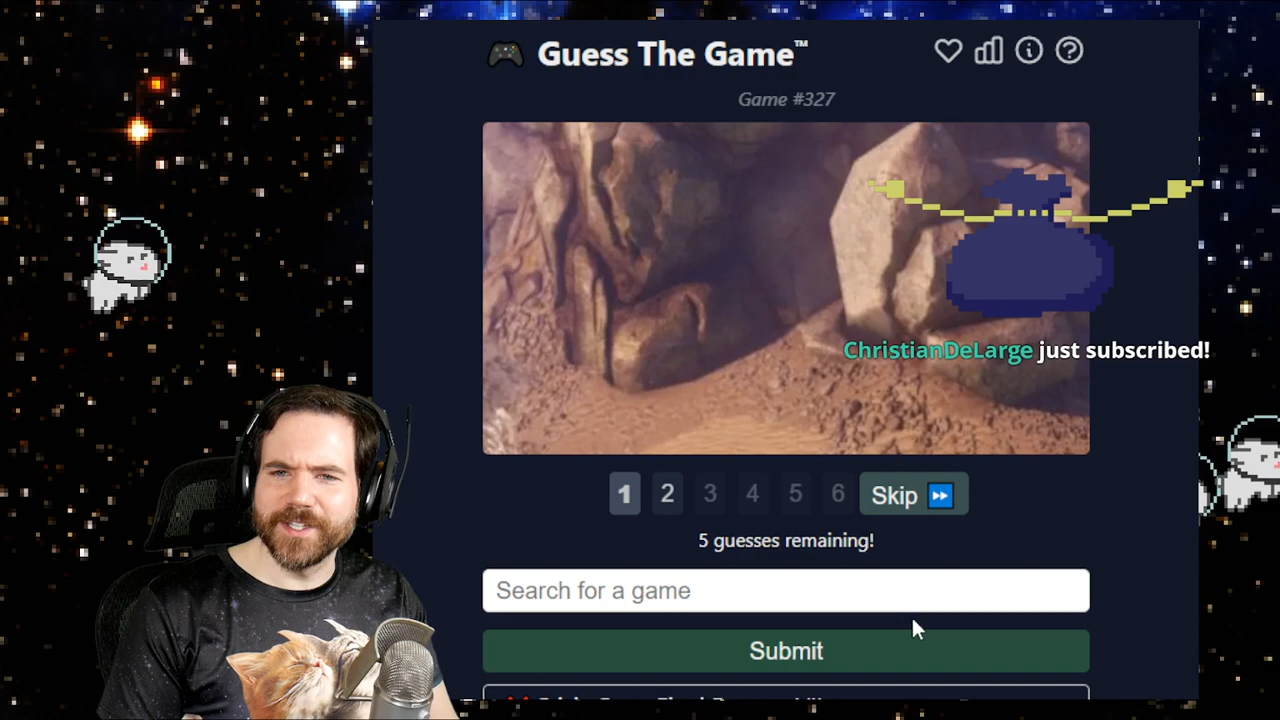 Guess The Game™
Game #327
ChristianDeLarge just subscribed!
1 2 3 4 5 6 Skip
5 guesses remaining!
Search for a game
Submit